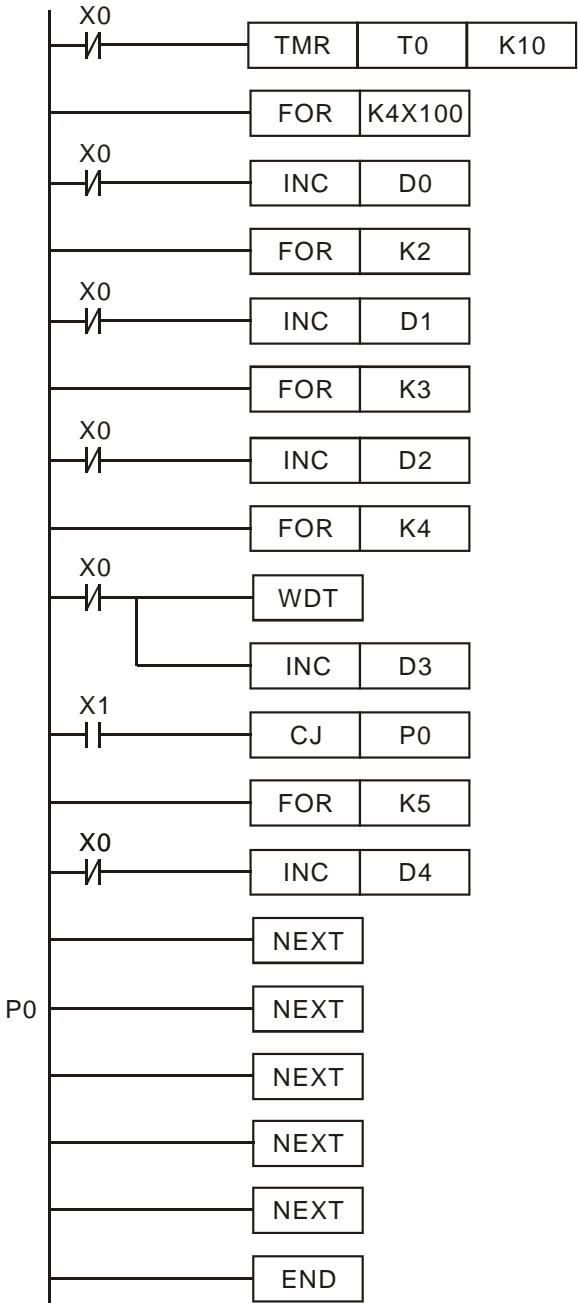 X0
TMR T0 K10
FOR K4X100
X0
INC D0
FOR K2
X0
INC D1
FOR K3
X0
INC D2
FOR K4
X0
WDT
INC D3
X1
CJ P0
FOR K5
X0
INC D4
NEXT
P0 NEXT
NEXT
NEXT
NEXT
END